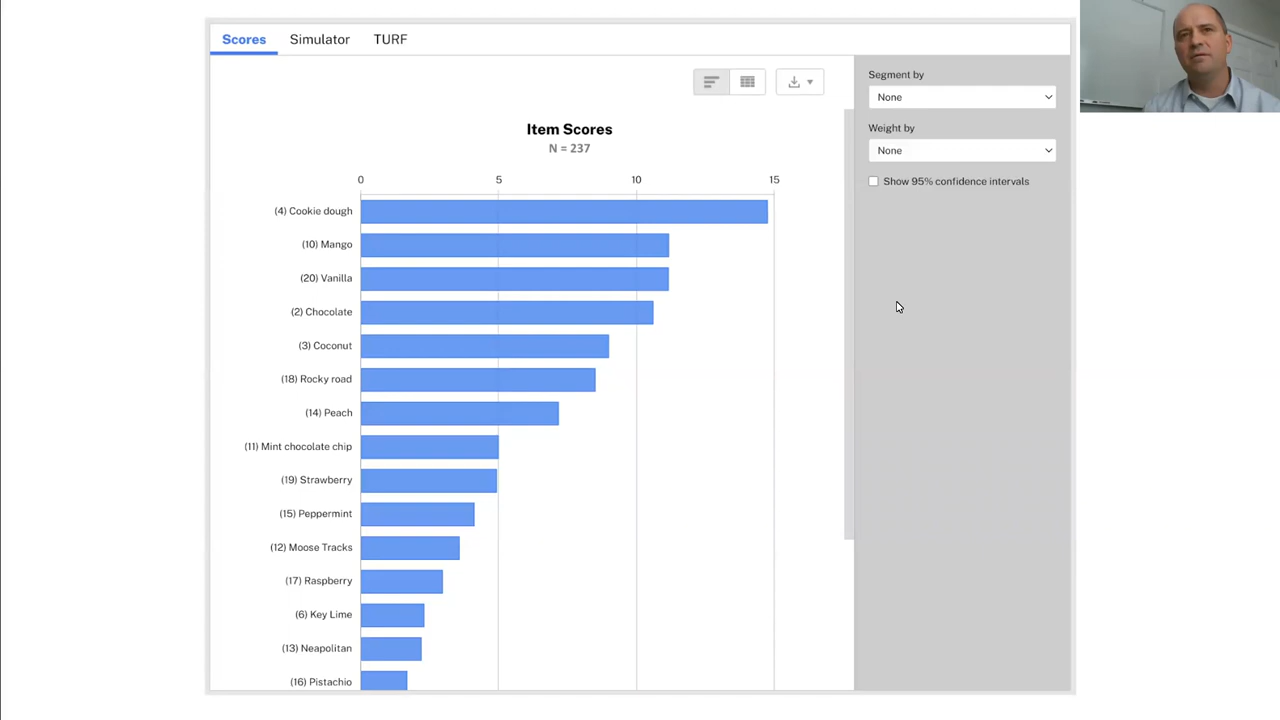 Scores Simulator TURF
Segment by
None
Weight by
None
Show 95% confidence intervals
Item Scores
N = 237
0 5 10 15
(4) Cookie dough
(10) Mango
(20) Vanilla
(2) Chocolate
(3) Coconut
(18) Rocky road
(14) Peach
(11) Mint chocolate chip
(19) Strawberry
(15) Peppermint
(12) Moose Tracks
(17) Raspberry
(6) Key Lime
(13) Neapolitan
(16) Pistachio